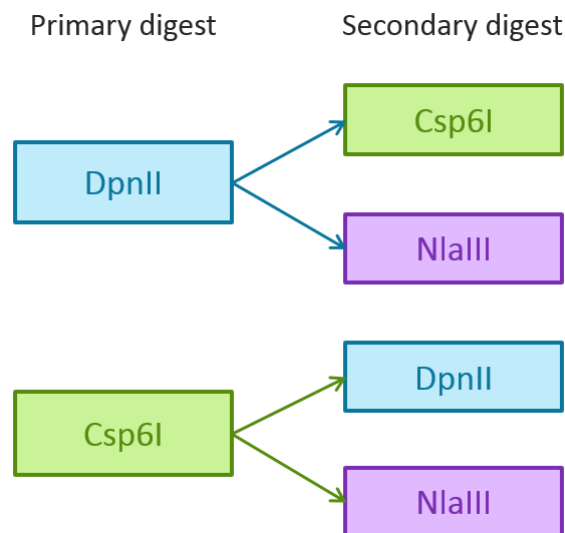 Primary digest
Secondary digest
DpnII
Csp6I
NlaIII
Csp6I
DpnII
NlaIII